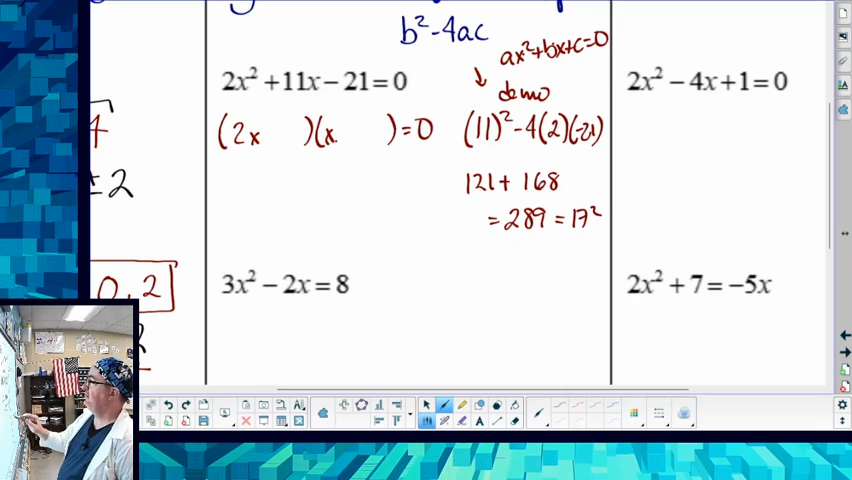 b² - 4ac
ax² + bx + c = 0
↓
demo
2x² + 11x − 21 = 0
(2x )(x )= 0
(11)² - 4(2)(-21)
121 + 168
= 289 = 17²
2x² − 4x + 1 = 0
± 2
0, 2
3x² − 2x = 8
2x² + 7 = −5x